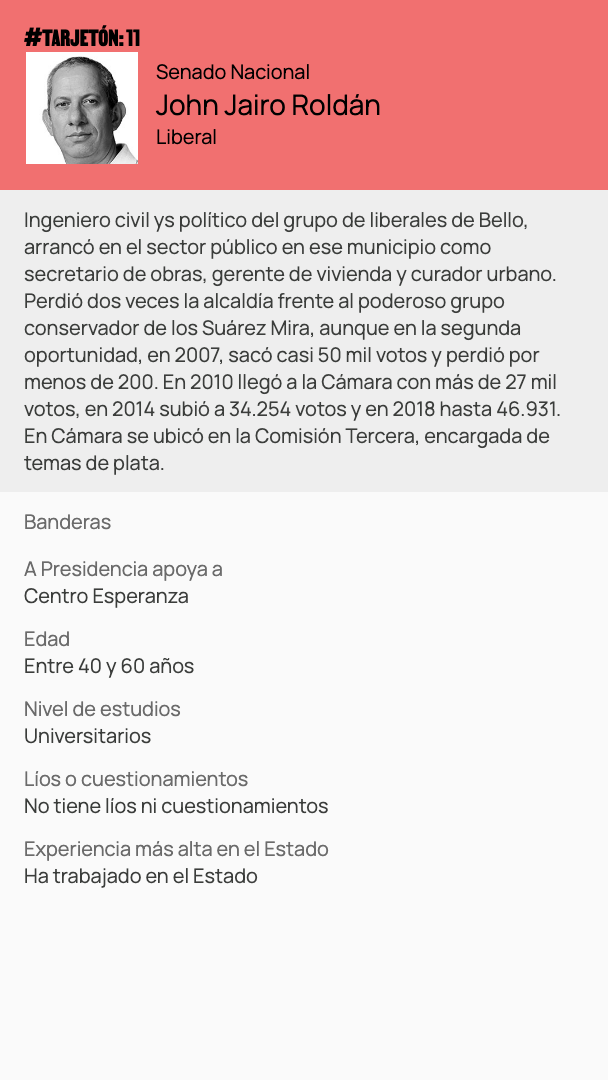 #TARJETÓN: 11
Senado Nacional
John Jairo Roldán
Liberal
Ingeniero civil ys político del grupo de liberales de Bello,
arrancó en el sector público en ese municipio como
secretario de obras, gerente de vivienda y curador urbano.
Perdió dos veces la alcaldía frente al poderoso grupo
conservador de los Suárez Mira, aunque en la segunda
oportunidad, en 2007, sacó casi 50 mil votos y perdió por
menos de 200. En 2010 llegó a la Cámara con más de 27 mil
votos, en 2014 subió a 34.254 votos y en 2018 hasta 46.931.
En Cámara se ubicó en la Comisión Tercera, encargada de
temas de plata.
Banderas
A Presidencia apoya a
Centro Esperanza
Edad
Entre 40 y 60 años
Nivel de estudios
Universitarios
Líos o cuestionamientos
No tiene líos ni cuestionamientos
Experiencia más alta en el Estado
Ha trabajado en el Estado